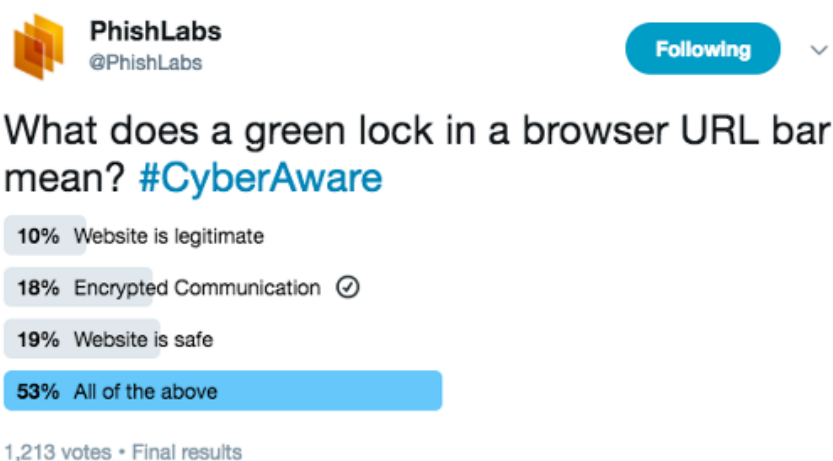 PhishLabs
@PhishLabs
Following
What does a green lock in a browser URL bar
mean? #CyberAware
10% Website is legitimate
18% Encrypted Communication
19% Website is safe
53% All of the above
1,213 votes • Final results